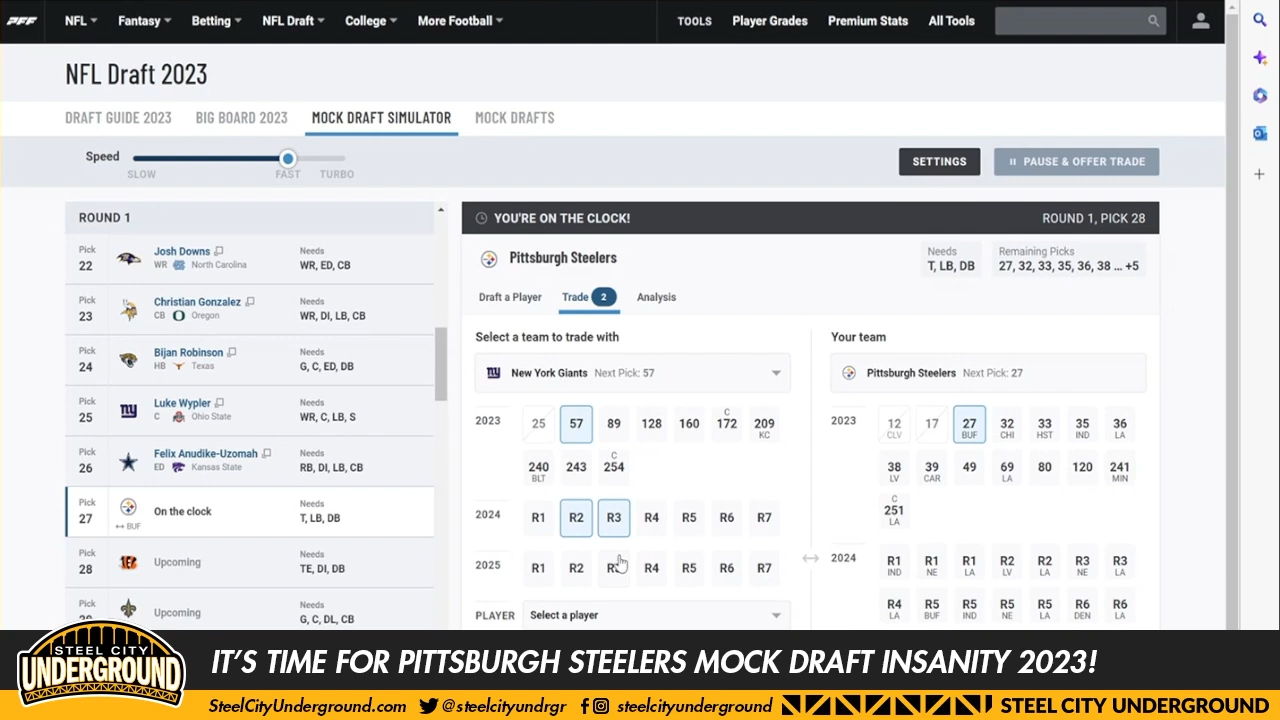 PFF
NFL
Fantasy
Betting
NFL Draft
College
More Football
TOOLS
Player Grades
Premium Stats
All Tools
NFL Draft 2023
DRAFT GUIDE 2023
BIG BOARD 2023
MOCK DRAFT SIMULATOR
MOCK DRAFTS
Speed
SLOW
FAST
TURBO
SETTINGS
PAUSE & OFFER TRADE
ROUND 1
Pick
22
Josh Downs
WR North Carolina
Needs
WR, ED, CB
Pick
23
Christian Gonzalez
CB Oregon
Needs
WR, DI, LB, CB
Pick
24
Bijan Robinson
HB Texas
Needs
G, C, ED, DB
Pick
25
Luke Wypler
C Ohio State
Needs
WR, C, LB, S
Pick
26
Felix Anudike-Uzomah
ED Kansas State
Needs
RB, DI, LB, CB
Pick
27
BUF
On the clock
Needs
T, LB, DB
Pick
28
Upcoming
Needs
TE, DI, DB
Pick
Upcoming
Needs
G, C, DL, CB
YOU'RE ON THE CLOCK!
ROUND 1, PICK 28
Pittsburgh Steelers
Needs
T, LB, DB
Remaining Picks
27, 32, 33, 35, 36, 38 ... +5
Draft a Player
Trade 2
Analysis
Select a team to trade with
New York Giants Next Pick: 57
2023
25 57 89 128 160 C 172 209 KC
240 BLT 243 C 254
2024
R1 R2 R3 R4 R5 R6 R7
2025
R1 R2 R4 R5 R6 R7
PLAYER
Select a player
Your team
Pittsburgh Steelers Next Pick: 27
2023
12 CLV 17 27 BUF 32 CHI 33 HST 35 IND 36 LA
38 LV 39 CAR 49 69 LA 80 120 241 MIN
C 251 LA
2024
R1 IND R1 NE R1 LA R2 LV R2 LA R3 NE R3 LA
R4 LA R5 BUF R5 IND R5 NE R5 LA R6 DEN R6 LA
STEEL CITY
UNDERGROUND
IT'S TIME FOR PITTSBURGH STEELERS MOCK DRAFT INSANITY 2023!
SteelCityUnderground.com
@steelcityundrgr
steelcityunderground
STEEL CITY UNDERGROUND